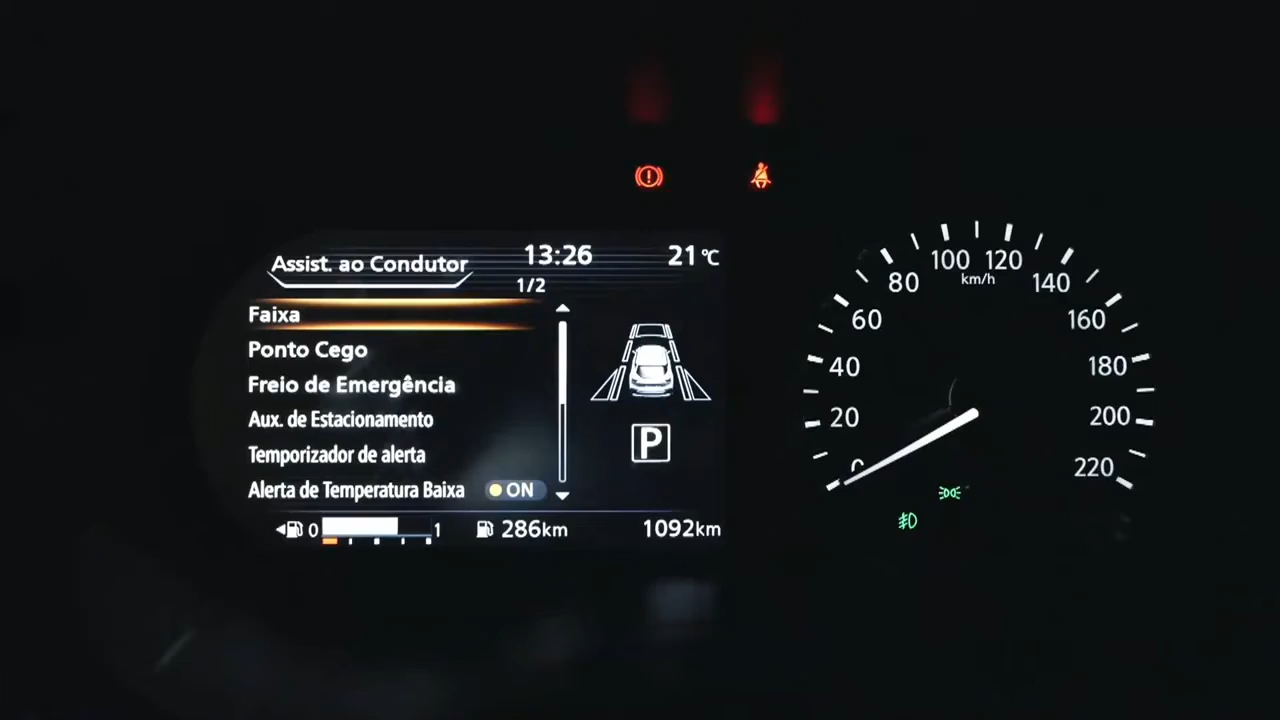 Assist. ao Condutor
13:26
21°C
1/2
Faixa
Ponto Cego
Freio de Emergência
Aux. de Estacionamento
Temporizador de alerta
Alerta de Temperatura Baixa ON
P
0 1 286km 1092km
0
20
40
60
80
100
120
140
160
180
200
220
km/h